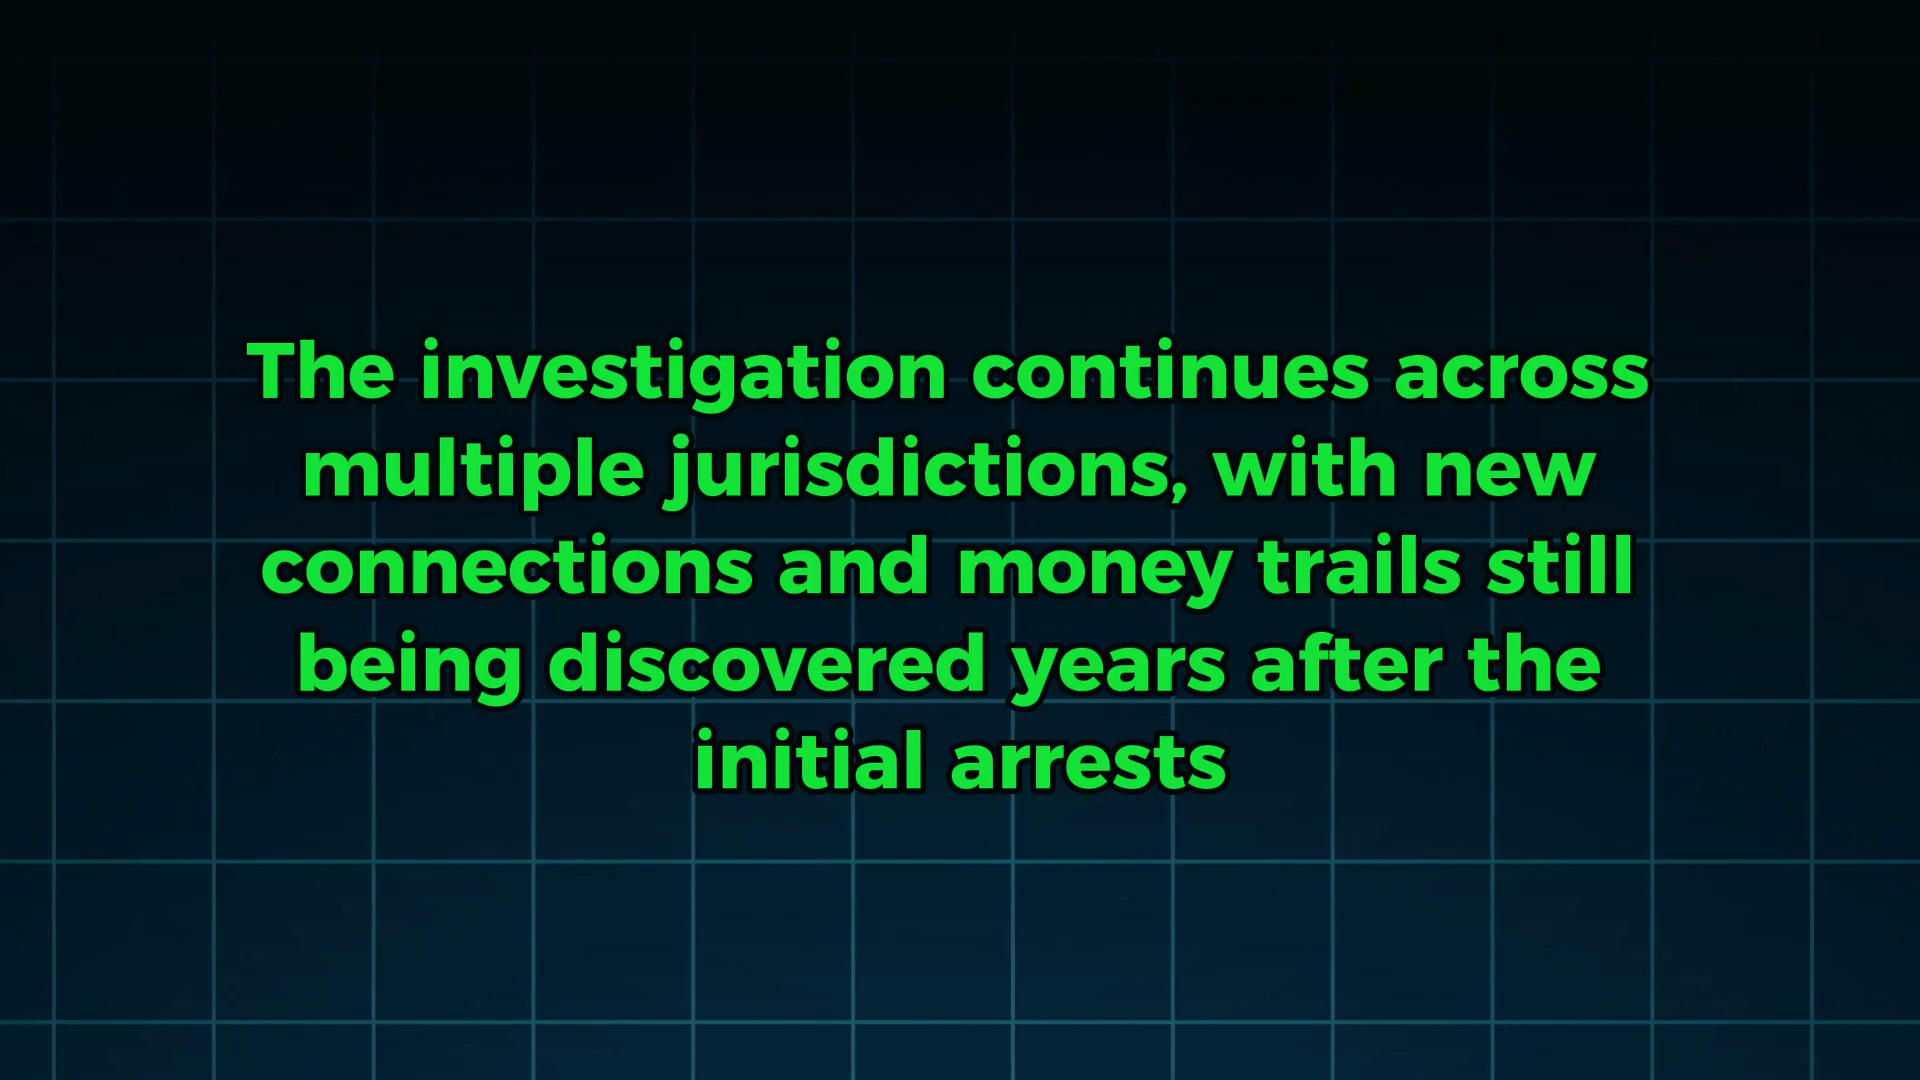 The investigation continues across
multiple jurisdictions, with new
connections and money trails still
being discovered years after the
initial arrests